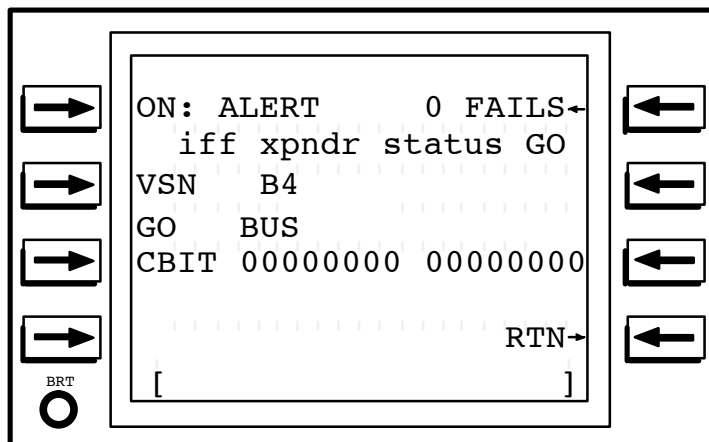 ON: ALERT 0 FAILS←
iff xpndr status GO
VSN B4
GO BUS
CBIT 00000000 00000000
RTN→
BRT
[ ]